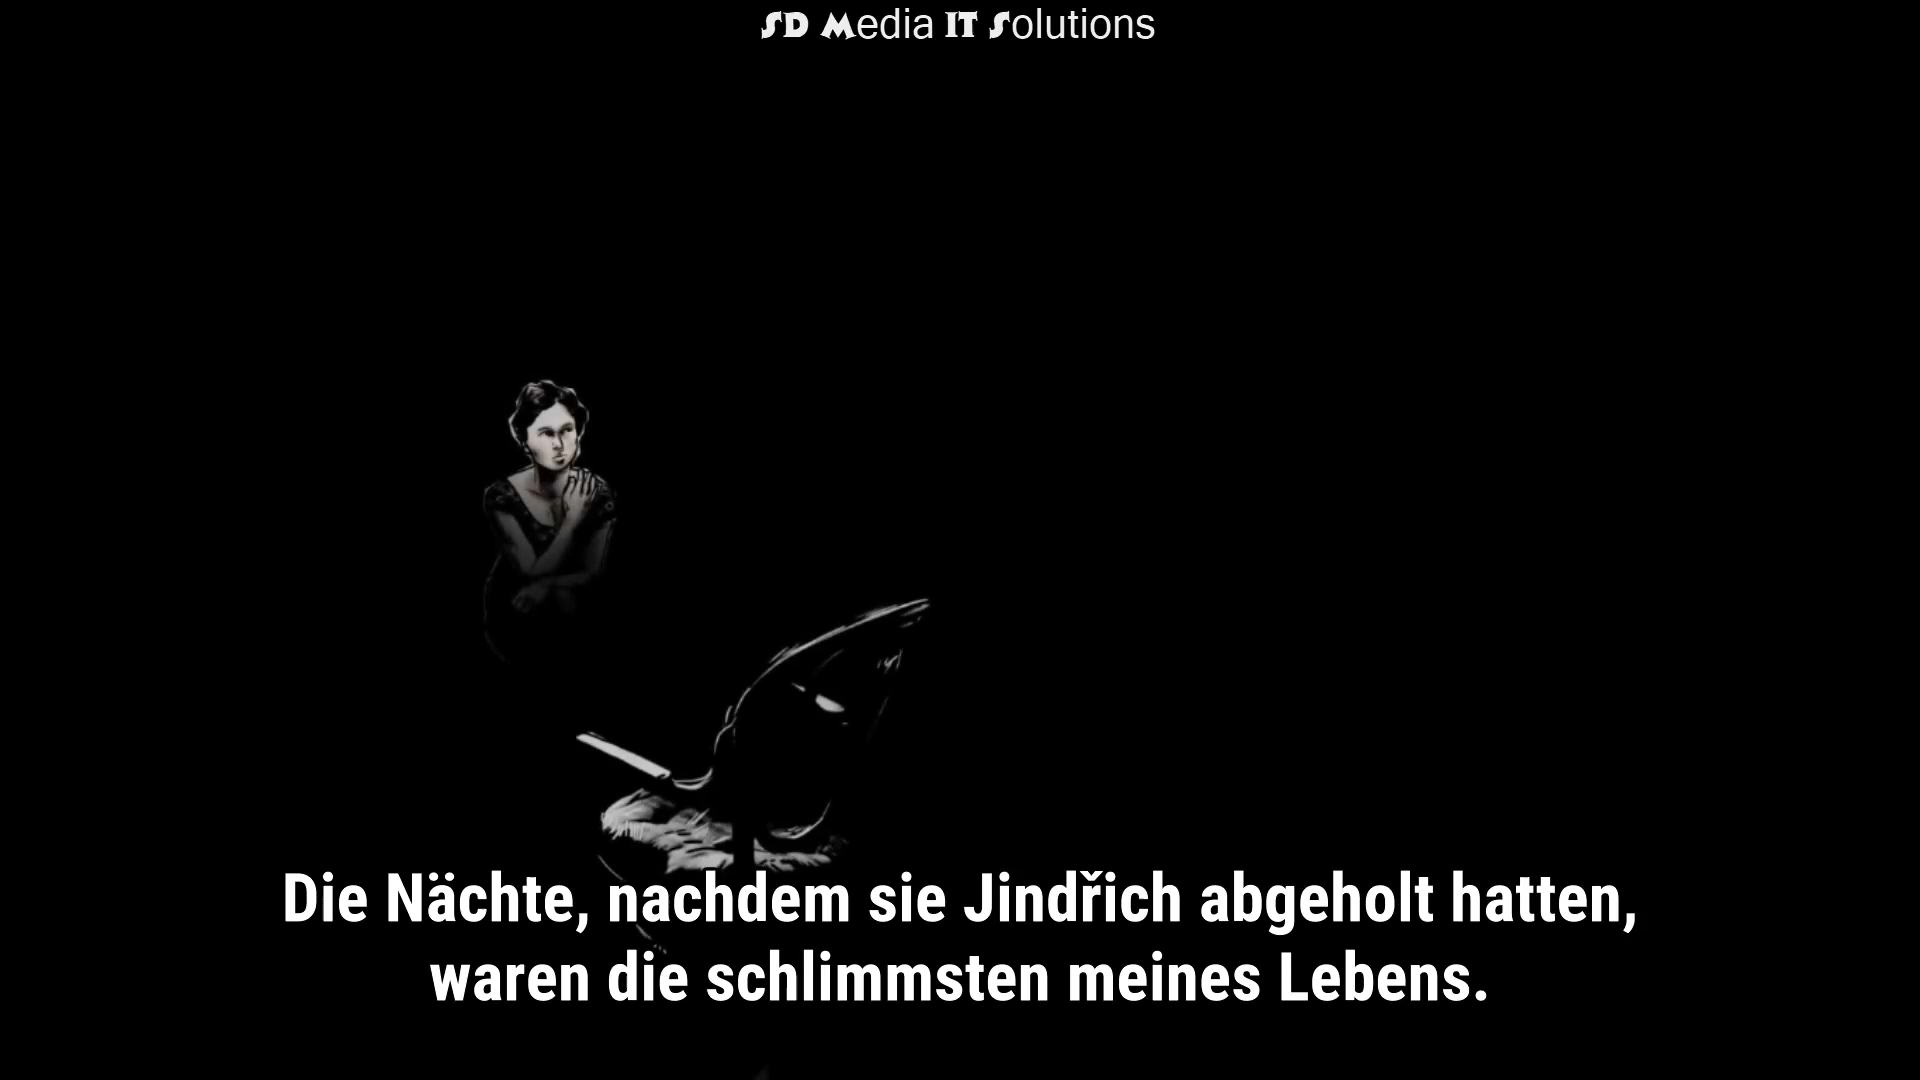 SD Media IT Solutions
Die Nächte, nachdem sie Jindřich abgeholt hatten,
waren die schlimmsten meines Lebens.